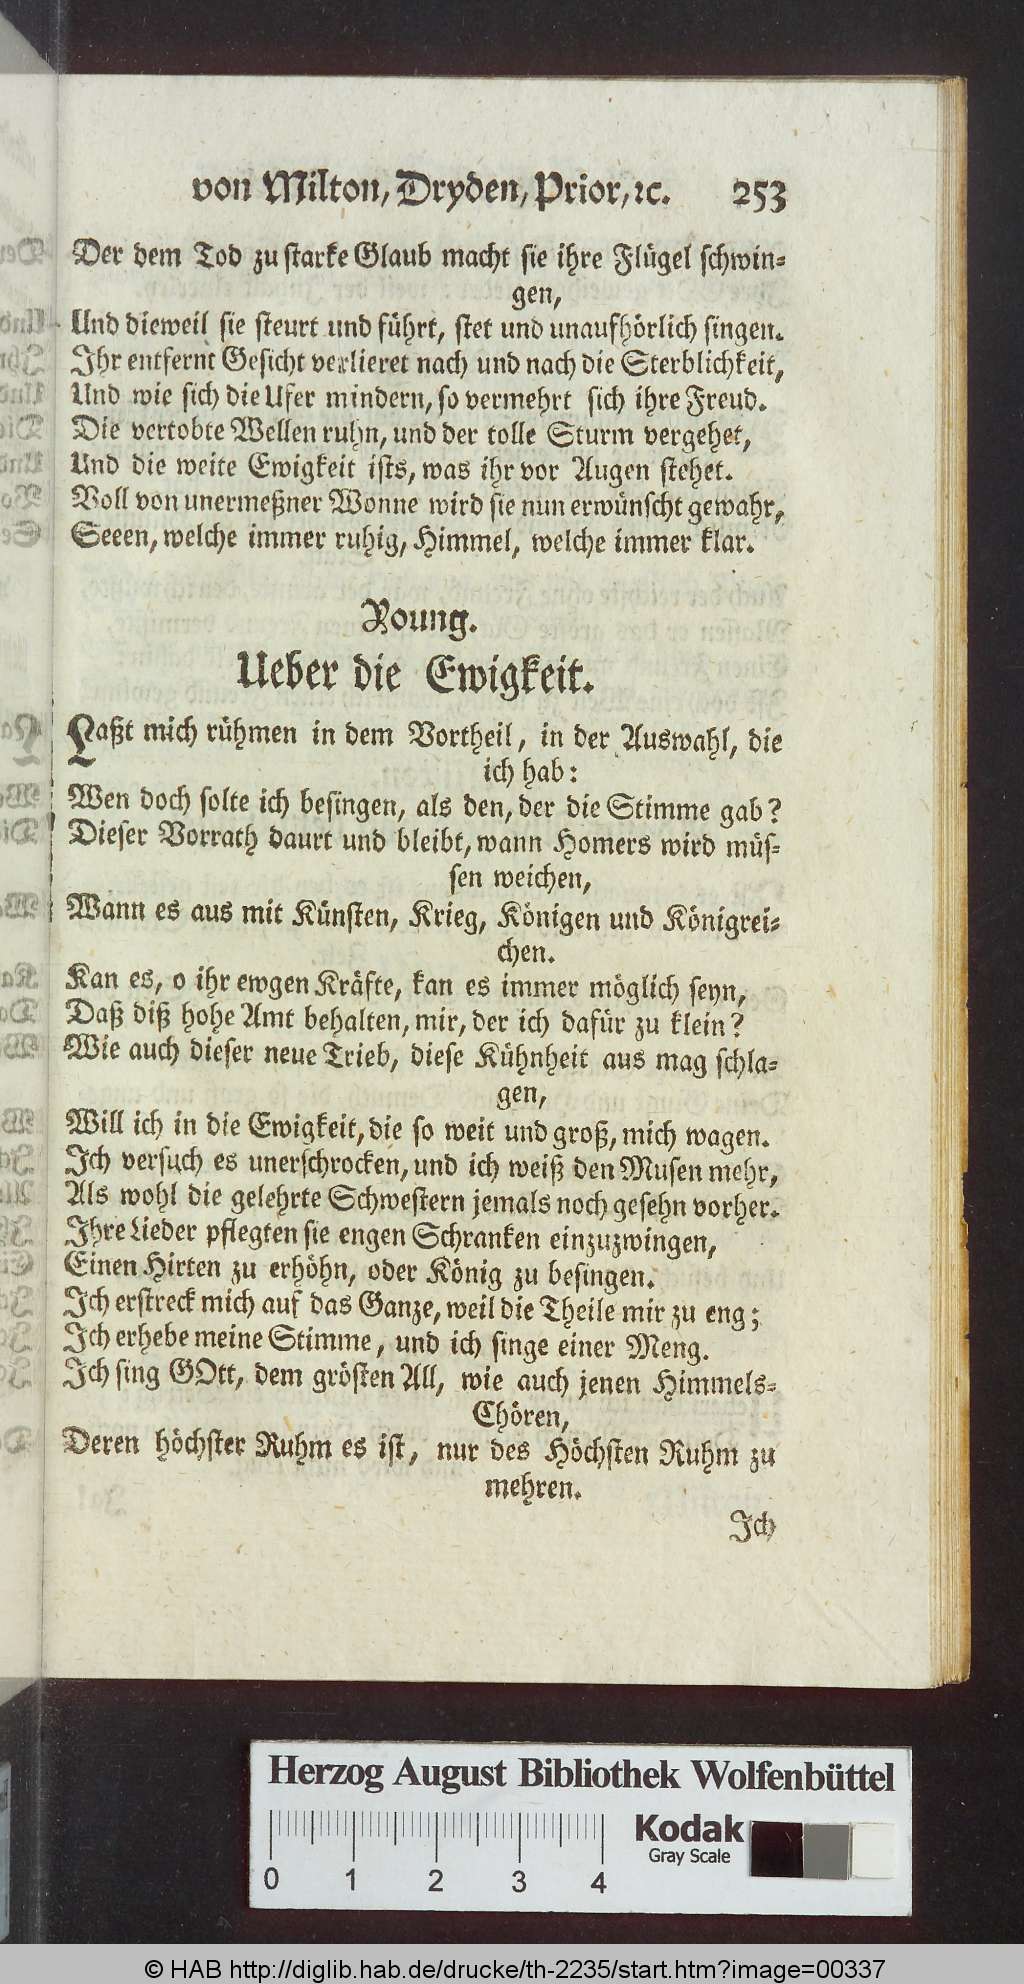 von Milton, Dryden, Prior, ꝛc. 253
Der dem Tod zu starke Glaub macht sie ihre Flügel schwin=
gen,
Und dieweil sie steurt und führt, stet und unaufhörlich singen.
Ihr entfernt Gesicht verlieret nach und nach die Sterblichkeit,
Und wie sich die Ufer mindern, so vermehrt sich ihre Freud.
Die vertobte Wellen ruhn, und der tolle Sturm vergehet,
Und die weite Ewigkeit ists, was ihr vor Augen stehet.
Voll von unermeßner Wonne wird sie nun erwünscht gewahr,
Seeen, welche immer ruhig, Himmel, welche immer klar.
Young.
Ueber die Ewigkeit.
Laßt mich rühmen in dem Vortheil, in der Auswahl, die
ich hab:
Wen doch solte ich besingen, als den, der die Stimme gab?
Dieser Vorrath daurt und bleibt, wann Homers wird müs=
sen weichen,
Wann es aus mit Künsten, Krieg, Königen und Königrei=
chen.
Kan es, o ihr ewgen Kräfte, kan es immer möglich seyn,
Daß diß hohe Amt behalten, mir, der ich dafür zu klein?
Wie auch dieser neue Trieb, diese Kühnheit aus mag schla=
gen,
Will ich in die Ewigkeit, die so weit und groß, mich wagen.
Ich versuch es unerschrocken, und ich weiß den Musen mehr,
Als wohl die gelehrte Schwestern jemals noch gesehn vorher.
Ihre Lieder pflegten sie engen Schranken einzuzwingen,
Einen Hirten zu erhöhn, oder König zu besingen.
Ich erstreck mich auf das Ganze, weil die Theile mir zu eng;
Ich erhebe meine Stimme, und ich singe einer Meng.
Ich sing GOtt, dem grösten All, wie auch jenen Himmels=
Chören,
Deren höchster Ruhm es ist, nur des Höchsten Ruhm zu
mehren.
Ich
Herzog August Bibliothek Wolfenbüttel
Kodak
Gray Scale
0 1 2 3 4
© HAB http://diglib.hab.de/drucke/th-2235/start.htm?image=00337